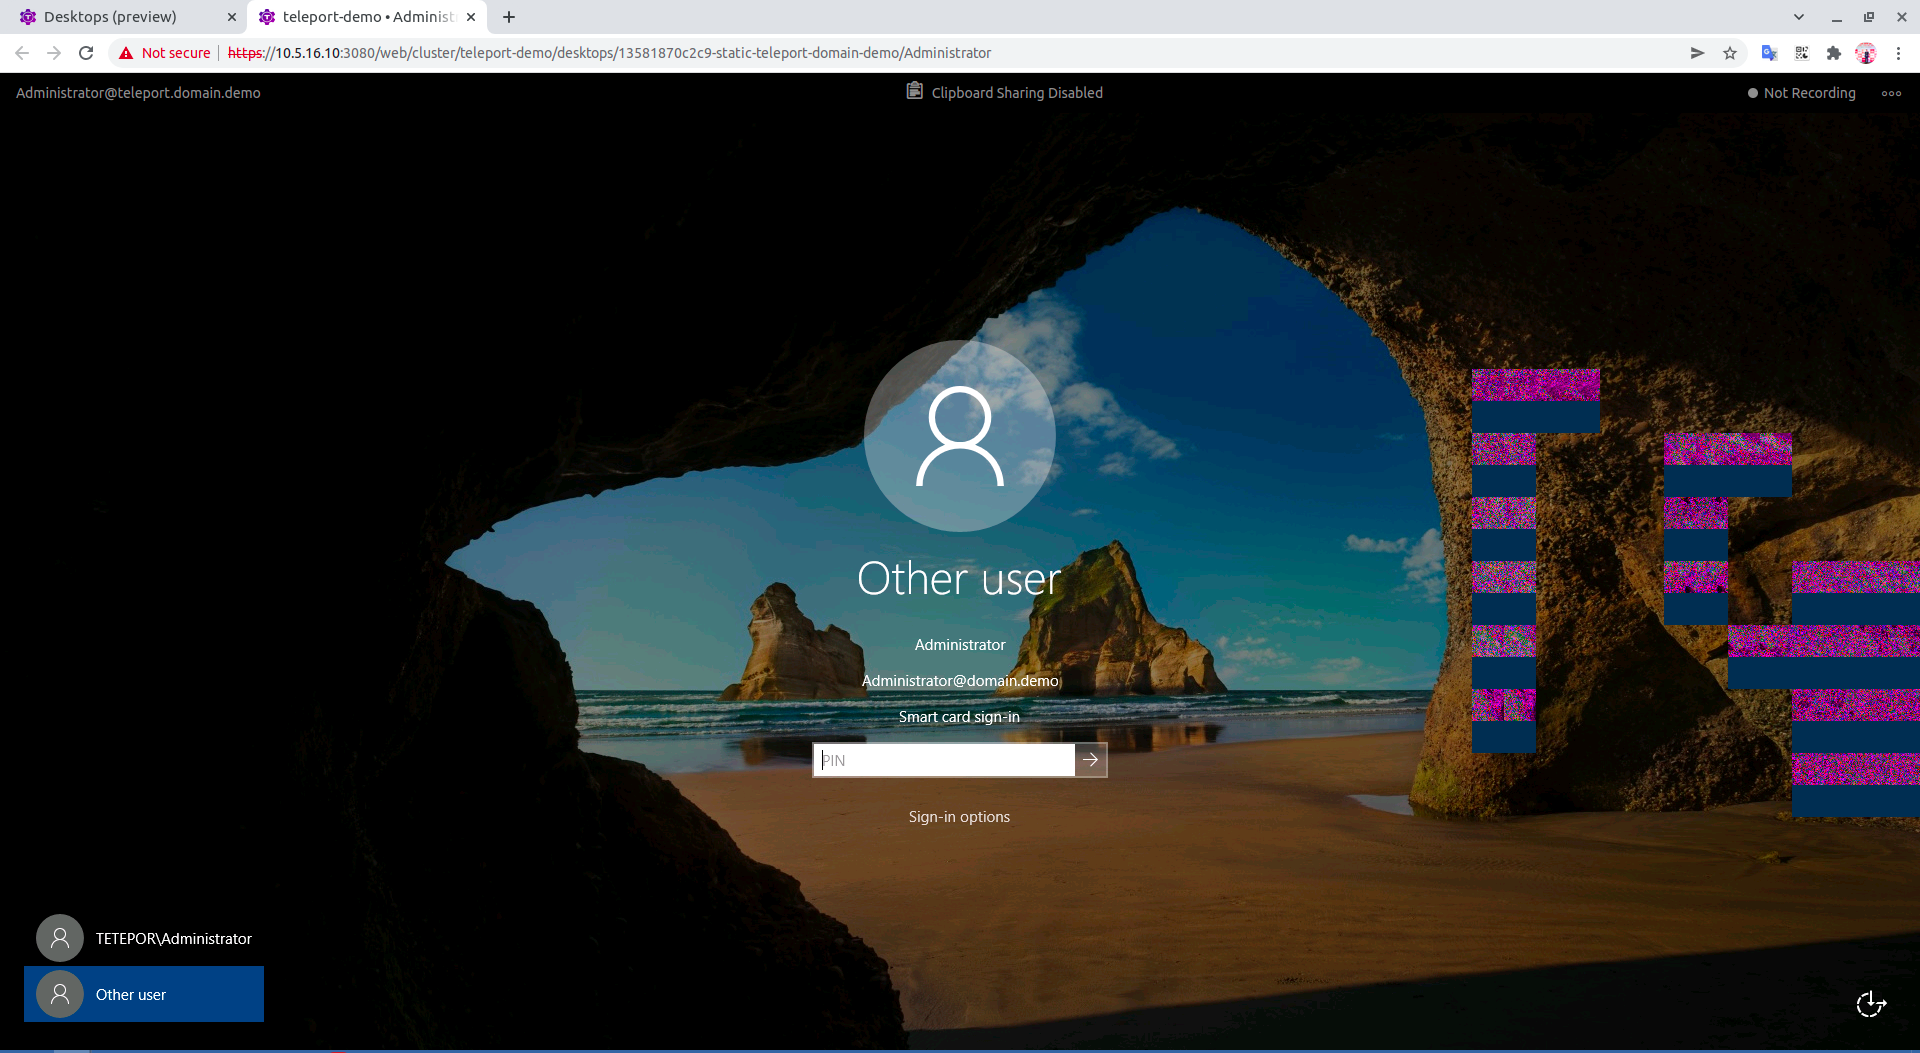 Desktops (preview)
teleport-demo • Administ
Not secure
https://10.5.16.10:3080/web/cluster/teleport-demo/desktops/13581870c2c9-static-teleport-domain-demo/Administrator
Administrator@teleport.domain.demo
Clipboard Sharing Disabled
Not Recording
Other user
Administrator
Administrator@domain.demo
Smart card sign-in
PIN
Sign-in options
TETEPOR\Administrator
Other user